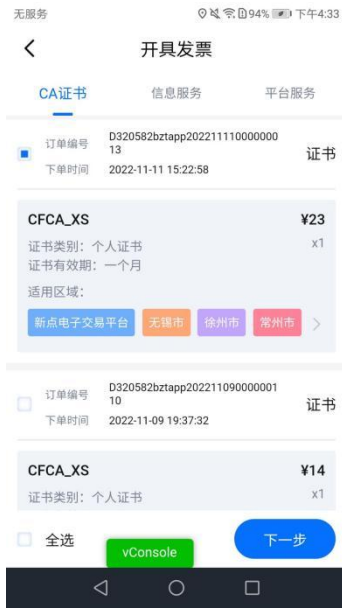 无服务 94% 下午4:33
开具发票
CA证书 信息服务 平台服务
订单编号 D320582bztapp202211110000000
13
证书
下单时间 2022-11-11 15:22:58
CFCA_XS ¥23
证书类别：个人证书 x1
证书有效期：一个月
适用区域：
新点电子交易平台 无锡市 徐州市 常州市
订单编号 D320582bztapp202211090000001
10
证书
下单时间 2022-11-09 19:37:32
CFCA_XS ¥14
证书类别：个人证书 x1
全选 vConsole 下一步